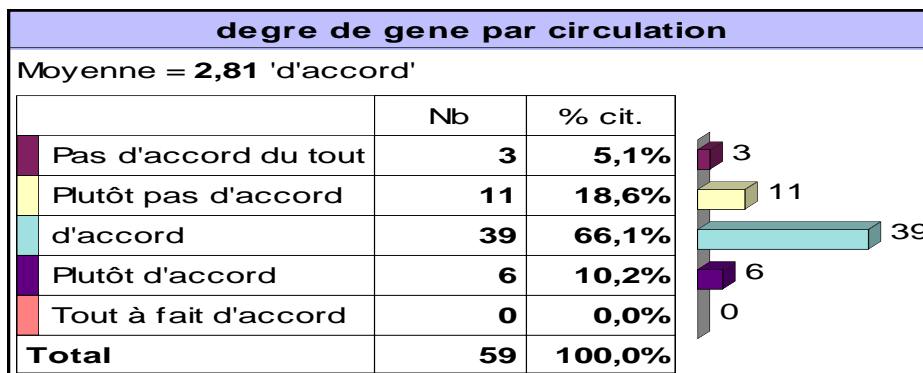 degre de gene par circulation
Moyenne = 2,81 'd'accord'
Nb % cit.
Pas d'accord du tout 3 5,1% 3
Plutôt pas d'accord 11 18,6% 11
d'accord 39 66,1% 39
Plutôt d'accord 6 10,2% 6
Tout à fait d'accord 0 0,0% 0
Total 59 100,0%